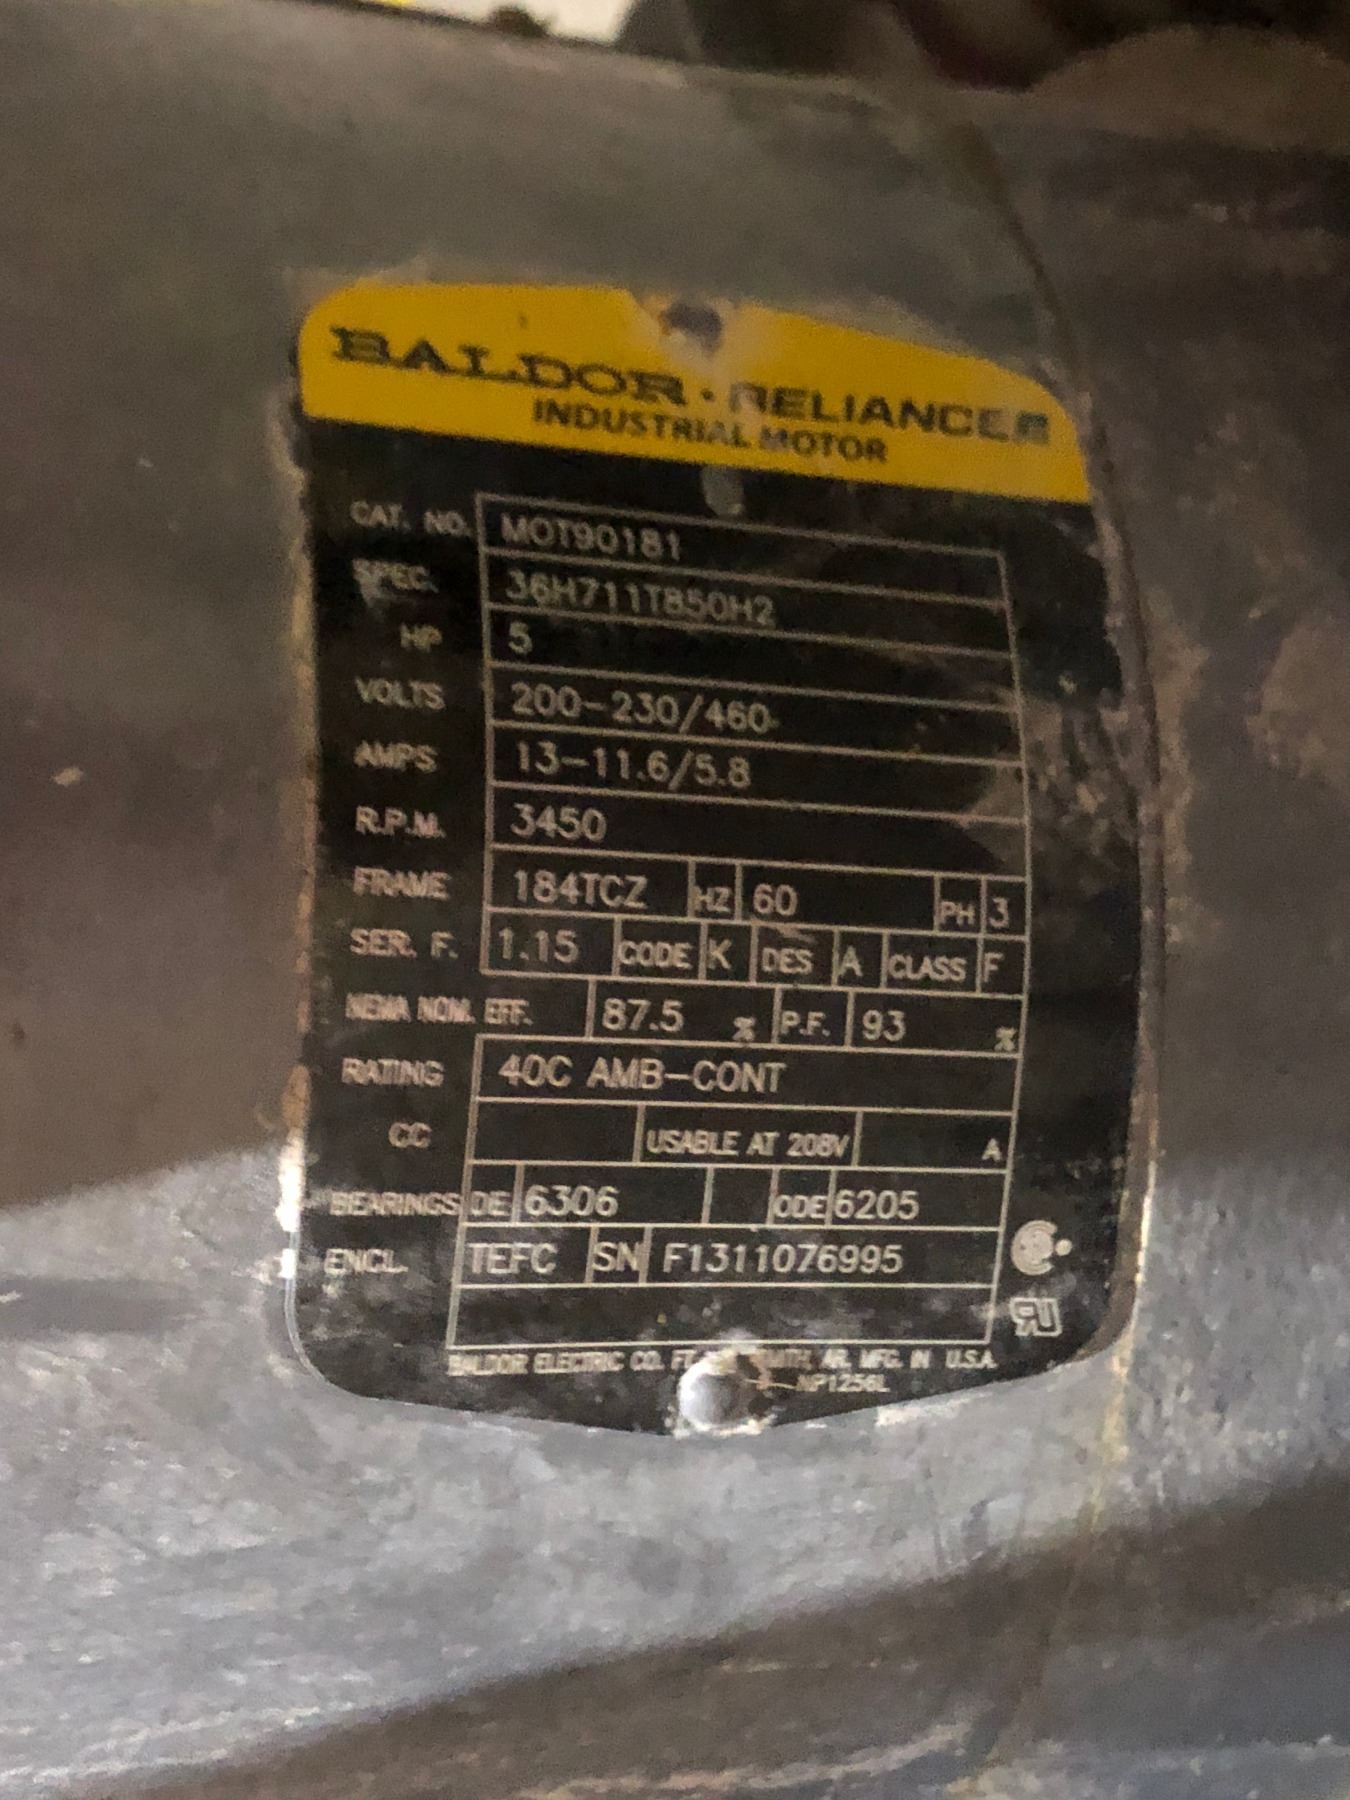 BALDOR · RELIANCER
INDUSTRIAL MOTOR
CAT. NO. MOT90181
SPEC. 36H711T850H2
HP 5
VOLTS 200-230/460
AMPS 13-11.6/5.8
R.P.M. 3450
FRAME 184TCZ HZ 60 PH 3
SER. F. 1.15 CODE K DES A CLASS F
NEMA NOM. EFF. 87.5 % P.F. 93 %
RATING 40C AMB-CONT
CC USABLE AT 208V A
BEARINGS DE 6306 ODE 6205
ENCL. TEFC SN F1311076995
BALDOR ELECTRIC CO. FT. AR. MFG. IN U.S.A.
NP1256L